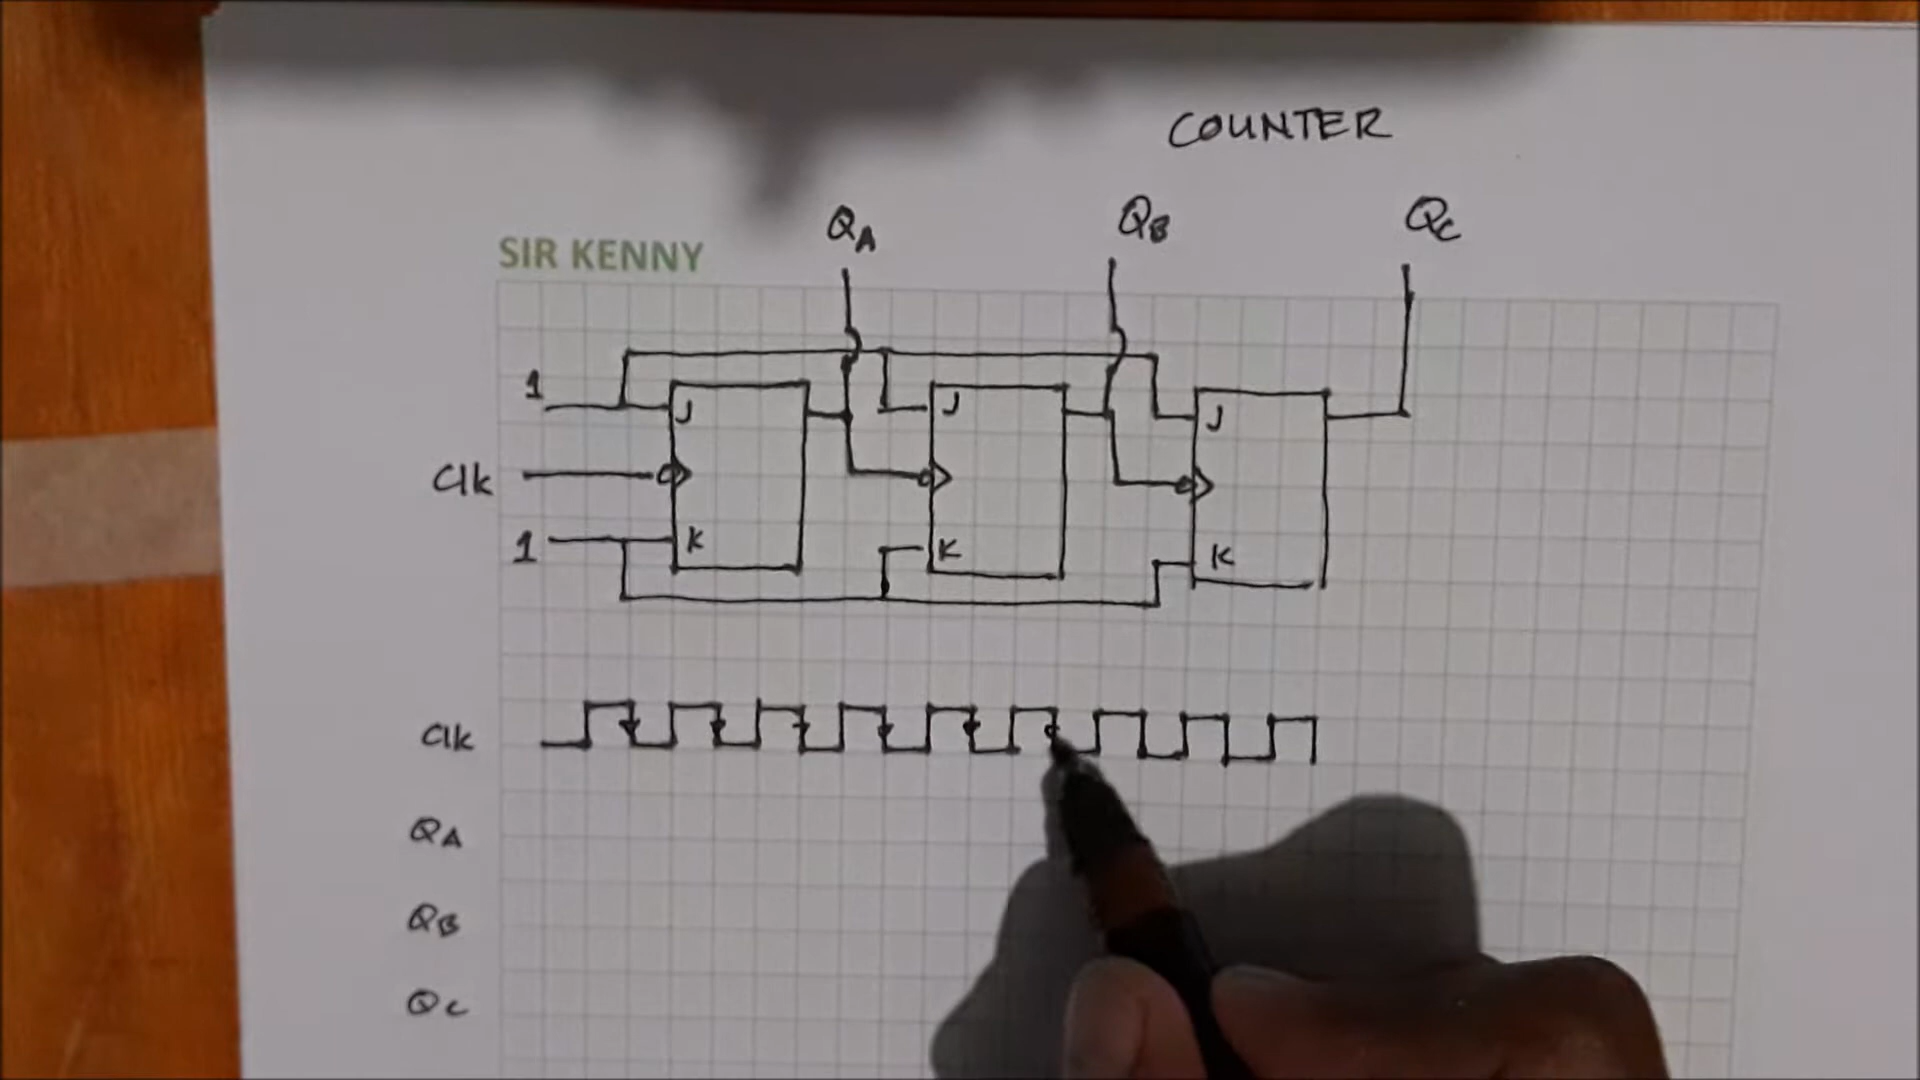 COUNTER
SIR KENNY
QA QB QC
1
J J J
Clk
1 K K K
Clk
QA
QB
QC